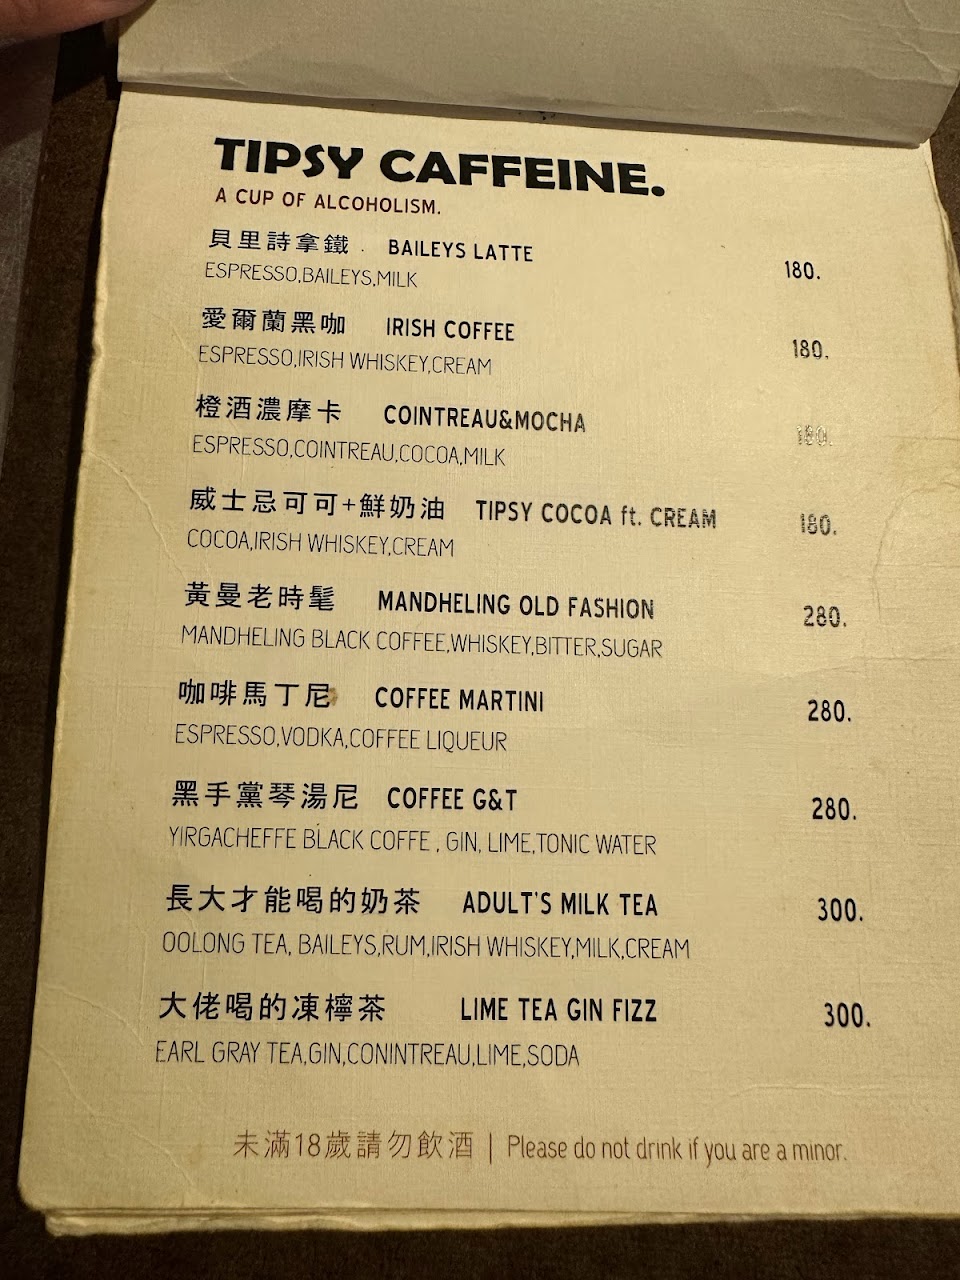 TIPSY CAFFEINE.
A CUP OF ALCOHOLISM.
貝里詩拿鐵 . BAILEYS LATTE 180.
ESPRESSO,BAILEYS,MILK
愛爾蘭黑咖 IRISH COFFEE 180.
ESPRESSO,IRISH WHISKEY,CREAM
橙酒濃摩卡 COINTREAU&MOCHA 180.
ESPRESSO,COINTREAU,COCOA,MILK
威士忌可可+鮮奶油 TIPSY COCOA ft. CREAM 180.
COCOA,IRISH WHISKEY,CREAM
黃曼老時髦 MANDHELING OLD FASHION 280.
MANDHELING BLACK COFFEE,WHISKEY,BITTER,SUGAR
咖啡馬丁尼 COFFEE MARTINI 280.
ESPRESSO,VODKA,COFFEE LIQUEUR
黑手黨琴湯尼 COFFEE G&T 280.
YIRGACHEFFE BLACK COFFE , GIN, LIME,TONIC WATER
長大才能喝的奶茶 ADULT'S MILK TEA 300.
OOLONG TEA, BAILEYS,RUM,IRISH WHISKEY,MILK,CREAM
大佬喝的凍檸茶 LIME TEA GIN FIZZ 300.
EARL GRAY TEA,GIN,CONINTREAU,LIME,SODA
未滿18歲請勿飲酒 | Please do not drink if you are a minor.